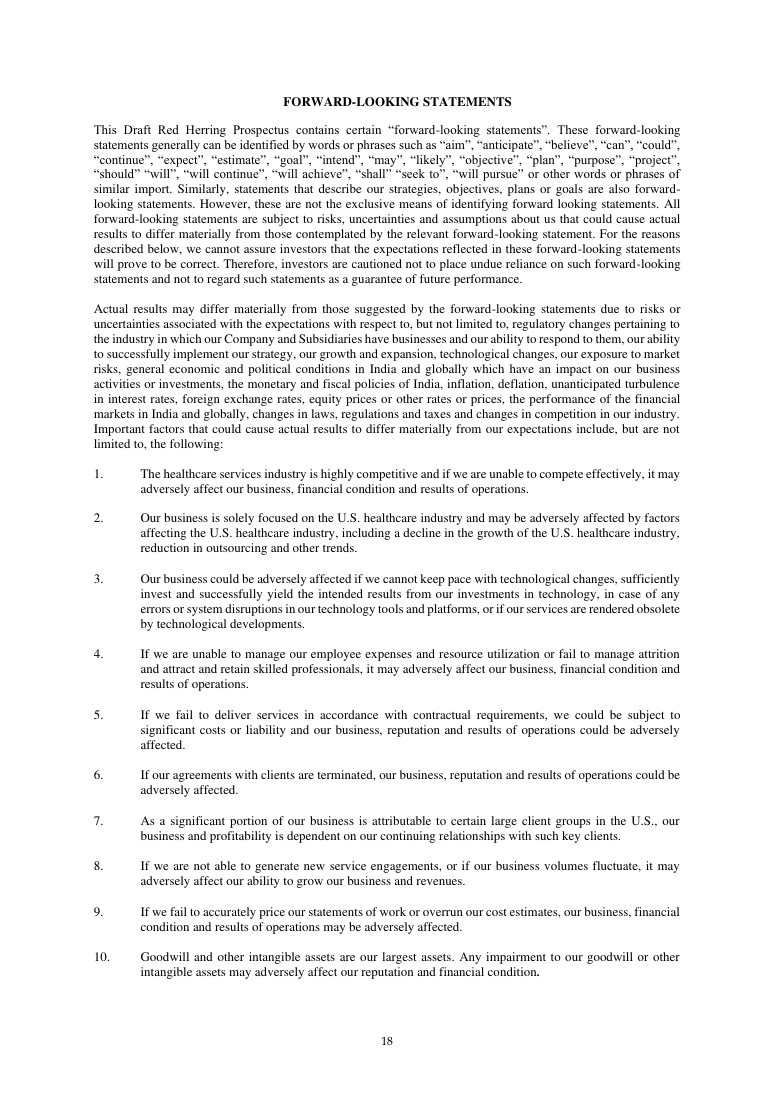 FORWARD-LOOKING STATEMENTS
This Draft Red Herring Prospectus contains certain “forward-looking statements”. These forward-looking
statements generally can be identified by words or phrases such as “aim”, “anticipate”, “believe”, “can”, “could”,
“continue”, “expect”, “estimate”, “goal”, “intend”, “may”, “likely”, “objective”, “plan”, “purpose”, “project”,
“should” “will”, “will continue”, “will achieve”, “shall” “seek to”, “will pursue” or other words or phrases of
similar import. Similarly, statements that describe our strategies, objectives, plans or goals are also forward-
looking statements. However, these are not the exclusive means of identifying forward looking statements. All
forward-looking statements are subject to risks, uncertainties and assumptions about us that could cause actual
results to differ materially from those contemplated by the relevant forward-looking statement. For the reasons
described below, we cannot assure investors that the expectations reflected in these forward-looking statements
will prove to be correct. Therefore, investors are cautioned not to place undue reliance on such forward-looking
statements and not to regard such statements as a guarantee of future performance.
Actual results may differ materially from those suggested by the forward-looking statements due to risks or
uncertainties associated with the expectations with respect to, but not limited to, regulatory changes pertaining to
the industry in which our Company and Subsidiaries have businesses and our ability to respond to them, our ability
to successfully implement our strategy, our growth and expansion, technological changes, our exposure to market
risks, general economic and political conditions in India and globally which have an impact on our business
activities or investments, the monetary and fiscal policies of India, inflation, deflation, unanticipated turbulence
in interest rates, foreign exchange rates, equity prices or other rates or prices, the performance of the financial
markets in India and globally, changes in laws, regulations and taxes and changes in competition in our industry.
Important factors that could cause actual results to differ materially from our expectations include, but are not
limited to, the following:
1. The healthcare services industry is highly competitive and if we are unable to compete effectively, it may
adversely affect our business, financial condition and results of operations.
2. Our business is solely focused on the U.S. healthcare industry and may be adversely affected by factors
affecting the U.S. healthcare industry, including a decline in the growth of the U.S. healthcare industry,
reduction in outsourcing and other trends.
3. Our business could be adversely affected if we cannot keep pace with technological changes, sufficiently
invest and successfully yield the intended results from our investments in technology, in case of any
errors or system disruptions in our technology tools and platforms, or if our services are rendered obsolete
by technological developments.
4. If we are unable to manage our employee expenses and resource utilization or fail to manage attrition
and attract and retain skilled professionals, it may adversely affect our business, financial condition and
results of operations.
5. If we fail to deliver services in accordance with contractual requirements, we could be subject to
significant costs or liability and our business, reputation and results of operations could be adversely
affected.
6. If our agreements with clients are terminated, our business, reputation and results of operations could be
adversely affected.
7. As a significant portion of our business is attributable to certain large client groups in the U.S., our
business and profitability is dependent on our continuing relationships with such key clients.
8. If we are not able to generate new service engagements, or if our business volumes fluctuate, it may
adversely affect our ability to grow our business and revenues.
9. If we fail to accurately price our statements of work or overrun our cost estimates, our business, financial
condition and results of operations may be adversely affected.
10. Goodwill and other intangible assets are our largest assets. Any impairment to our goodwill or other
intangible assets may adversely affect our reputation and financial condition.
18